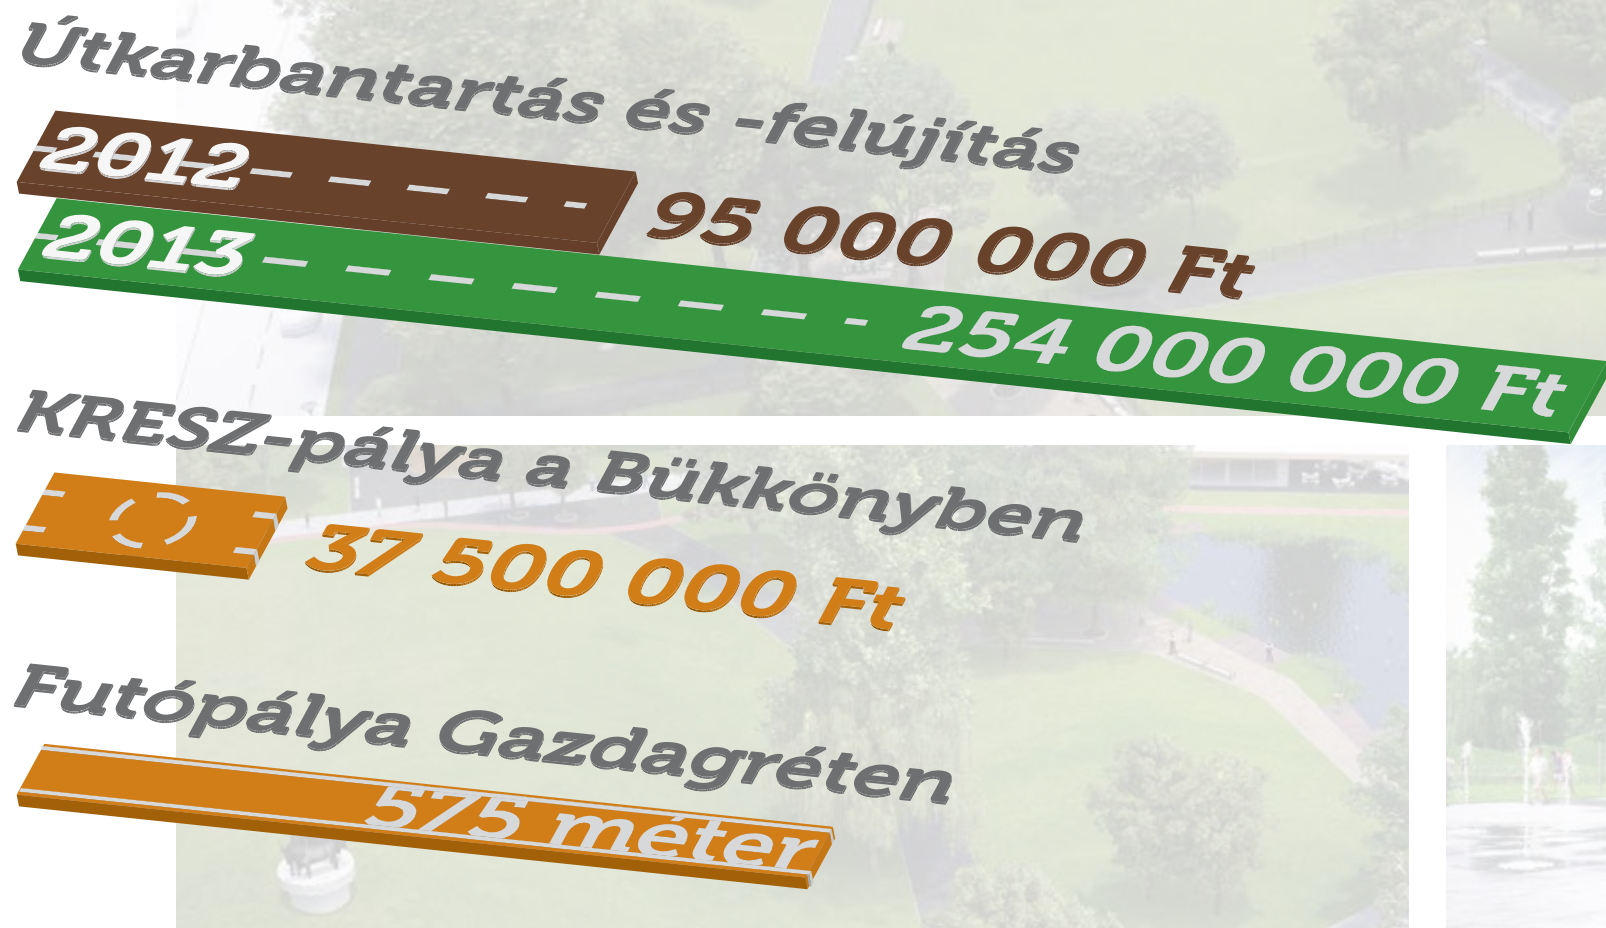 Útkarbantartás és -felújítás
2012
95 000 000 Ft
2013
254 000 000 Ft
KRESZ-pálya a Bükkönyben
37 500 000 Ft
Futópálya Gazdagréten
575 méter